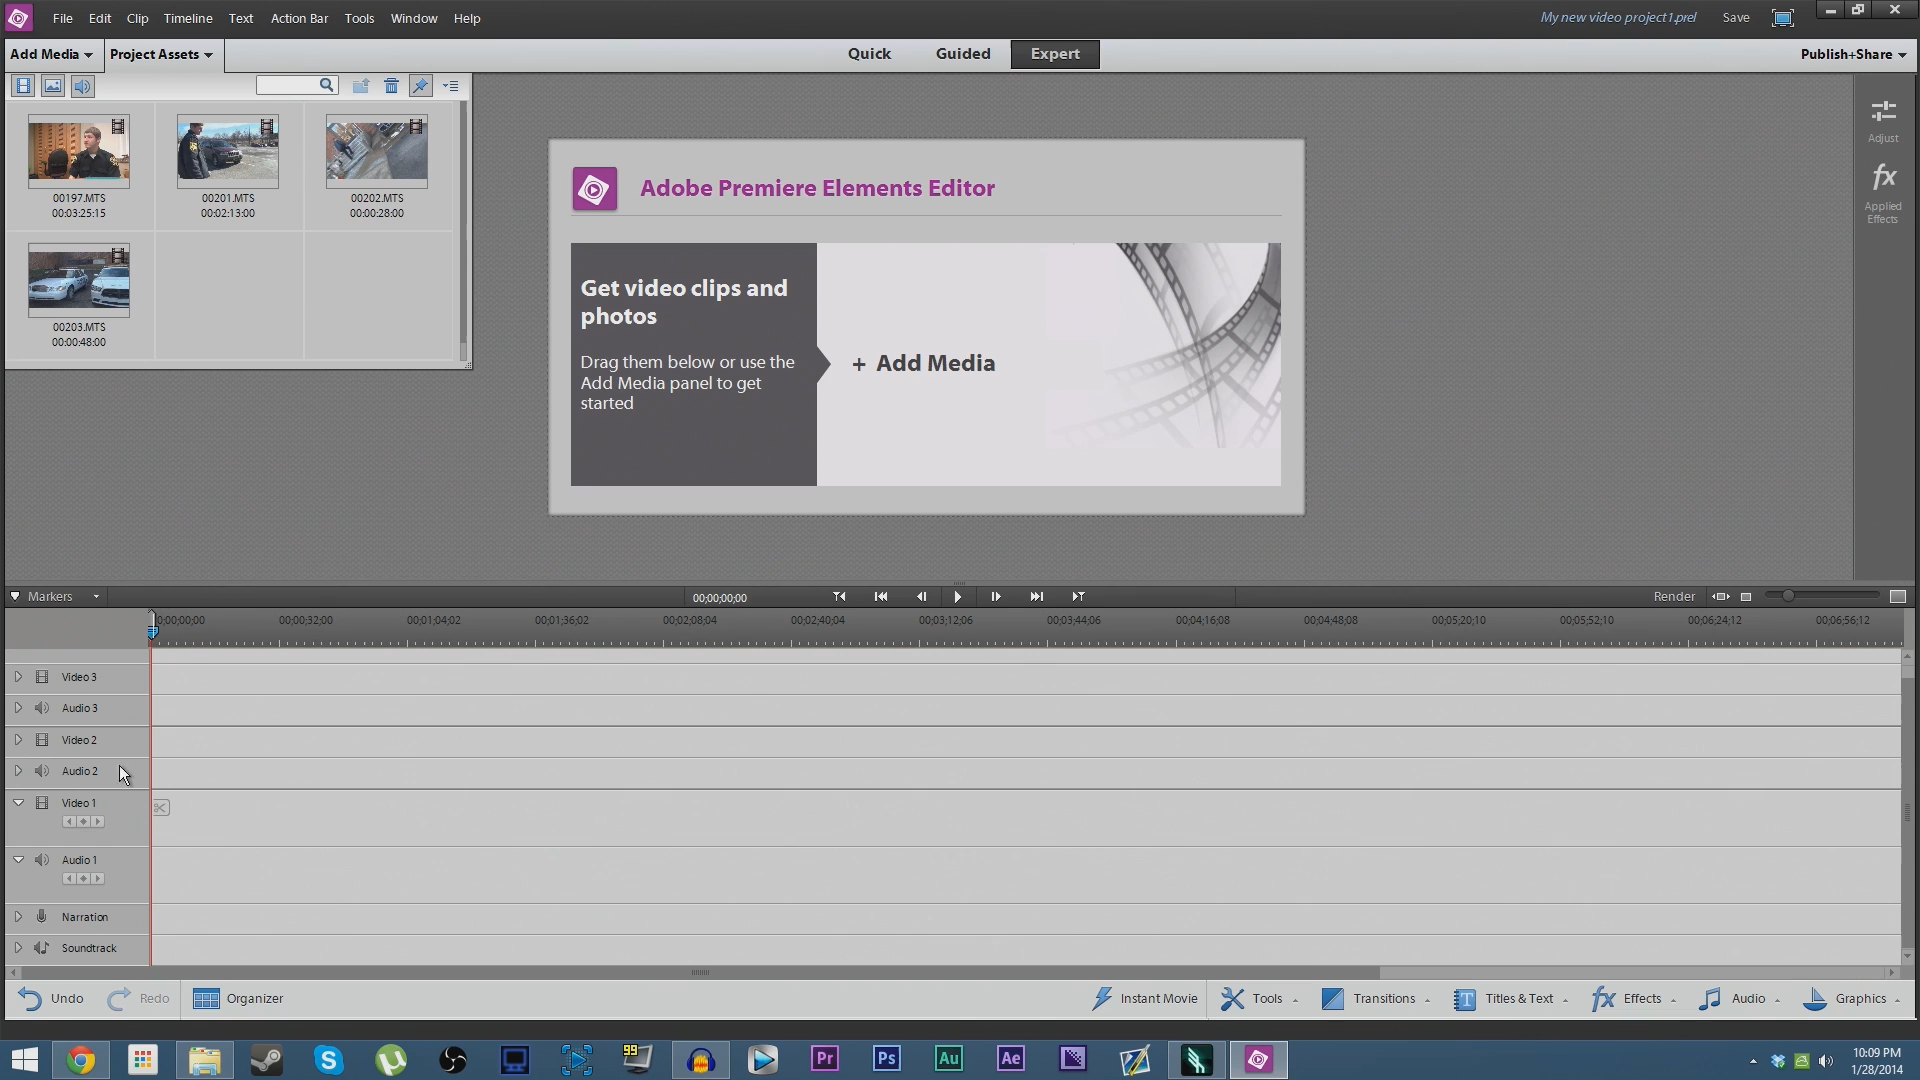 File Edit Clip Timeline Text Action Bar Tools Window Help
My new video project1.prel Save
Add Media Project Assets
Quick Guided Expert
Publish+Share
00197.MTS
00:03:25:15
00201.MTS
00:02:13:00
00202.MTS
00:00:28:00
00203.MTS
00:00:48:00
Adobe Premiere Elements Editor
Get video clips and
photos
Drag them below or use the
Add Media panel to get
started
+ Add Media
Adjust
fx
Applied
Effects
Markers
00;00;00;00
Render
00;00;00;00 00;00;32;00 00;01;04;02 00;01;36;02 00;02;08;04 00;02;40;04 00;03;12;06 00;03;44;06 00;04;16;08 00;04;48;08 00;05;20;10 00;05;52;10 00;06;24;12 00;06;56;12
Video 3
Audio 3
Video 2
Audio 2
Video 1
Audio 1
Narration
Soundtrack
Undo Redo Organizer
Instant Movie Tools Transitions T Titles & Text fx Effects Audio Graphics
99 Pr Ps Au Ae
10:09 PM
1/28/2014